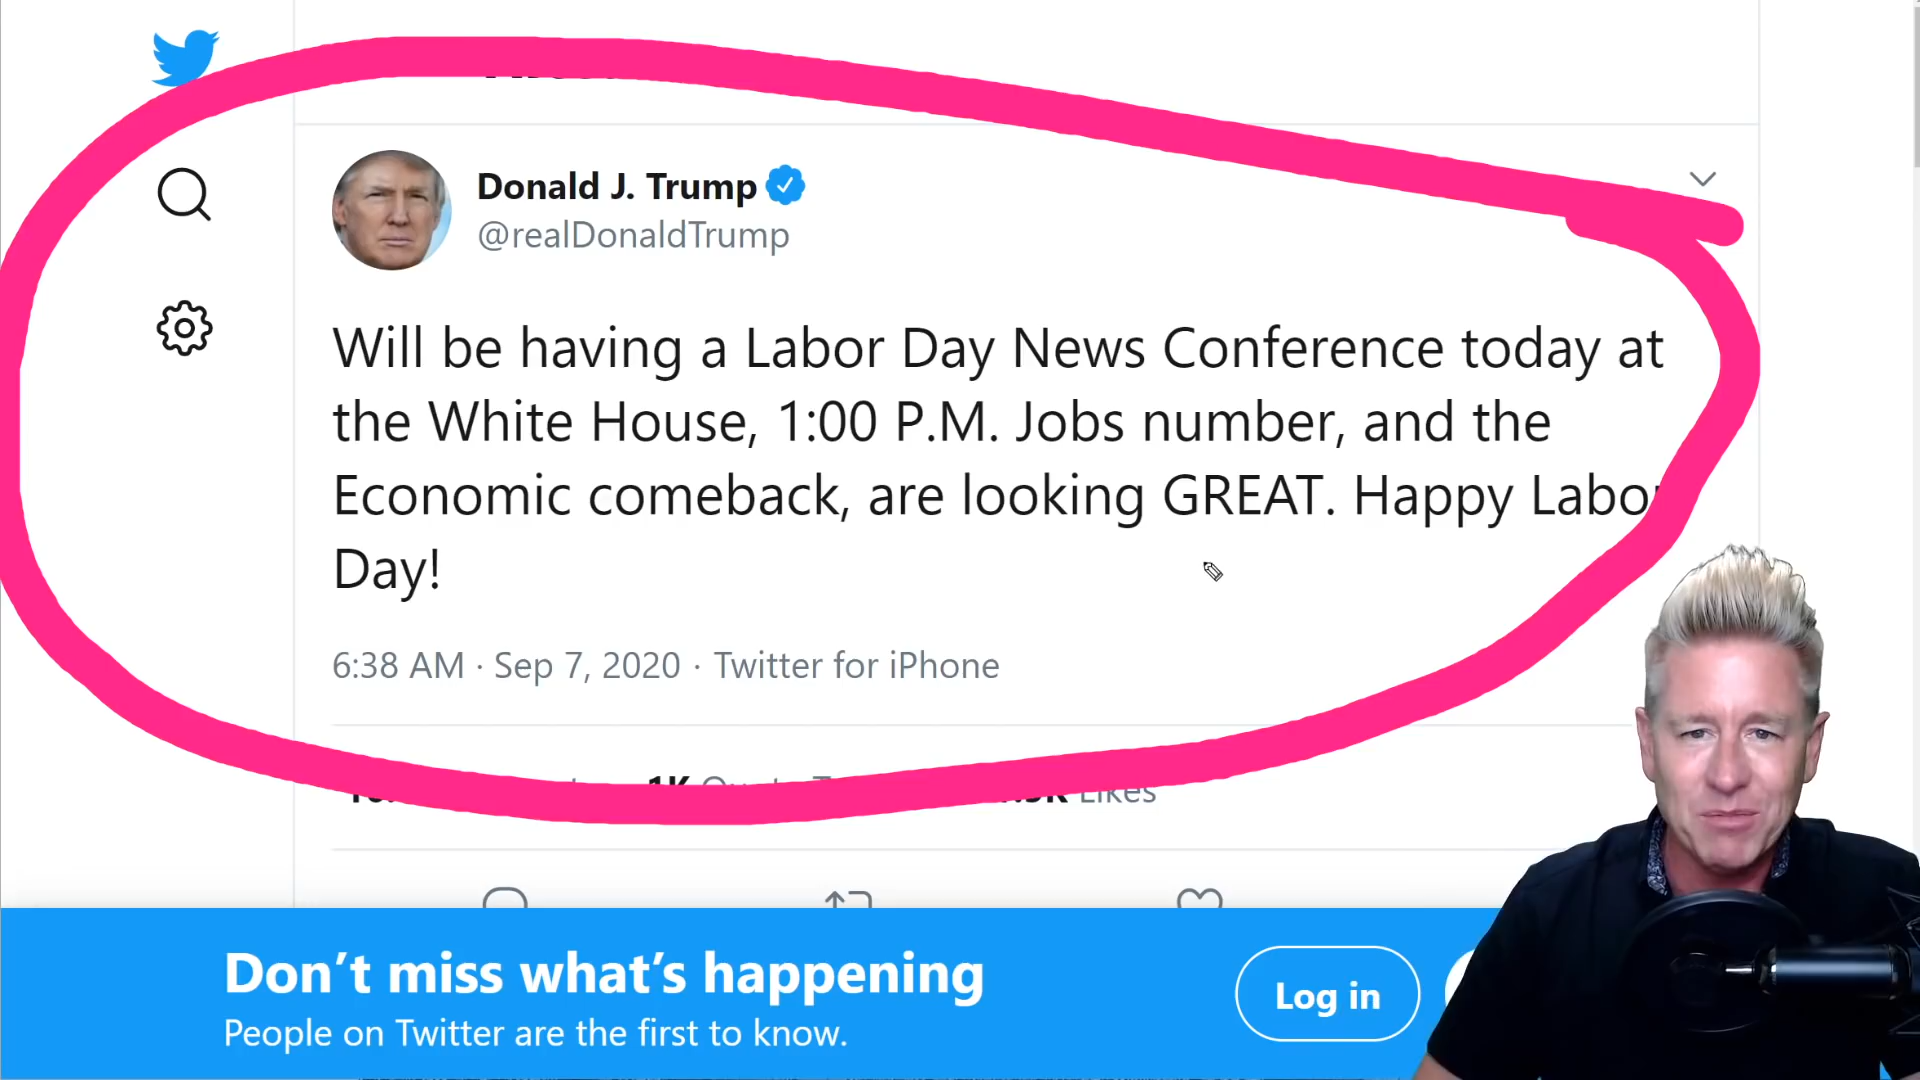 Donald J. Trump
@realDonaldTrump
Will be having a Labor Day News Conference today at
the White House, 1:00 P.M. Jobs number, and the
Economic comeback, are looking GREAT. Happy Labor
Day!
6:38 AM · Sep 7, 2020 · Twitter for iPhone
1K Likes
Don’t miss what’s happening
Log in
People on Twitter are the first to know.